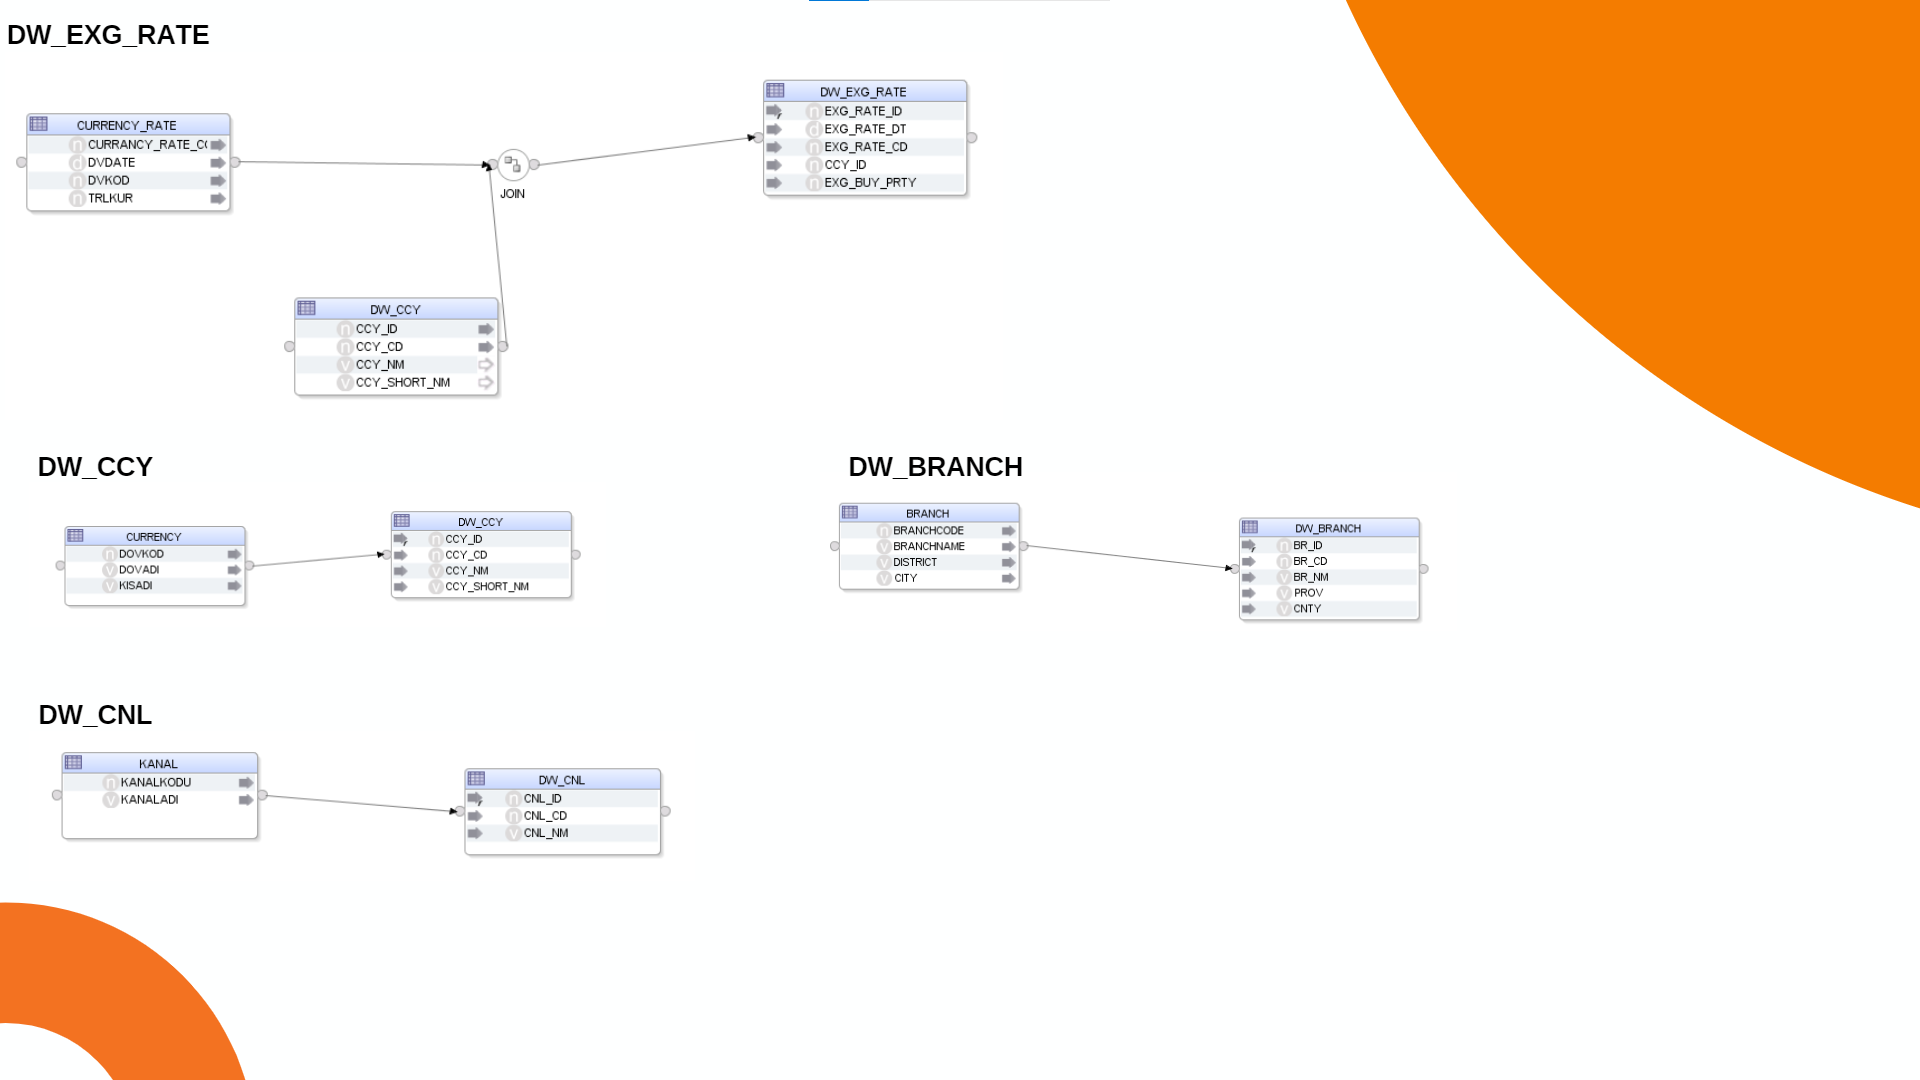 DW_EXG_RATE
CURRENCY_RATE
n CURRANCY_RATE_C
d DVDATE
n DVKOD
n TRLKUR
JOIN
DW_EXG_RATE
n EXG_RATE_ID
d EXG_RATE_DT
n EXG_RATE_CD
n CCY_ID
n EXG_BUY_PRTY
DW_CCY
n CCY_ID
n CCY_CD
v CCY_NM
v CCY_SHORT_NM
DW_CCY
CURRENCY
n DOVKOD
v DOVADI
v KISADI
DW_CCY
n CCY_ID
n CCY_CD
v CCY_NM
v CCY_SHORT_NM
DW_BRANCH
BRANCH
n BRANCHCODE
v BRANCHNAME
v DISTRICT
v CITY
DW_BRANCH
n BR_ID
n BR_CD
v BR_NM
v PROV
v CNTY
DW_CNL
KANAL
n KANALKODU
v KANALADI
DW_CNL
n CNL_ID
n CNL_CD
v CNL_NM